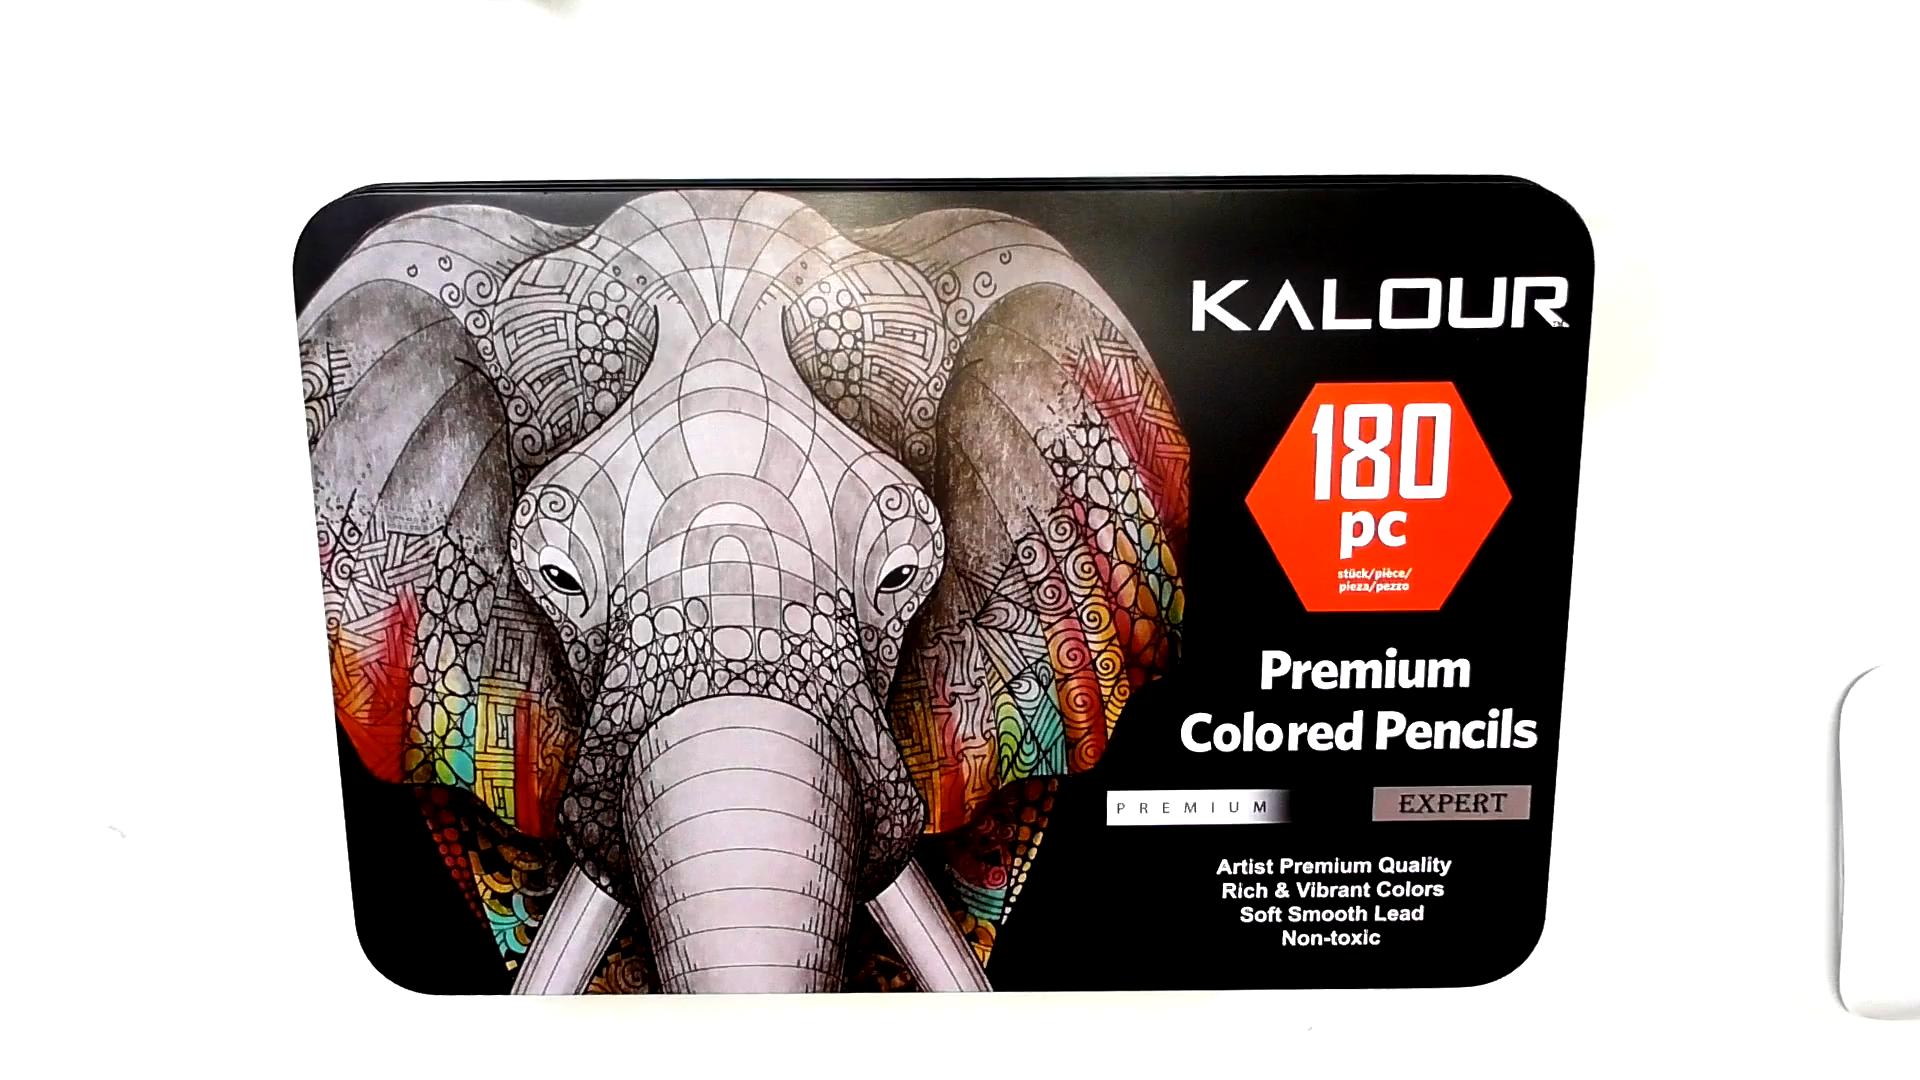 KALOUR™
180
pc
stück/pièce/
pieza/pezzo
Premium
Colored Pencils
PREMIUM
EXPERT
Artist Premium Quality
Rich & Vibrant Colors
Soft Smooth Lead
Non-toxic